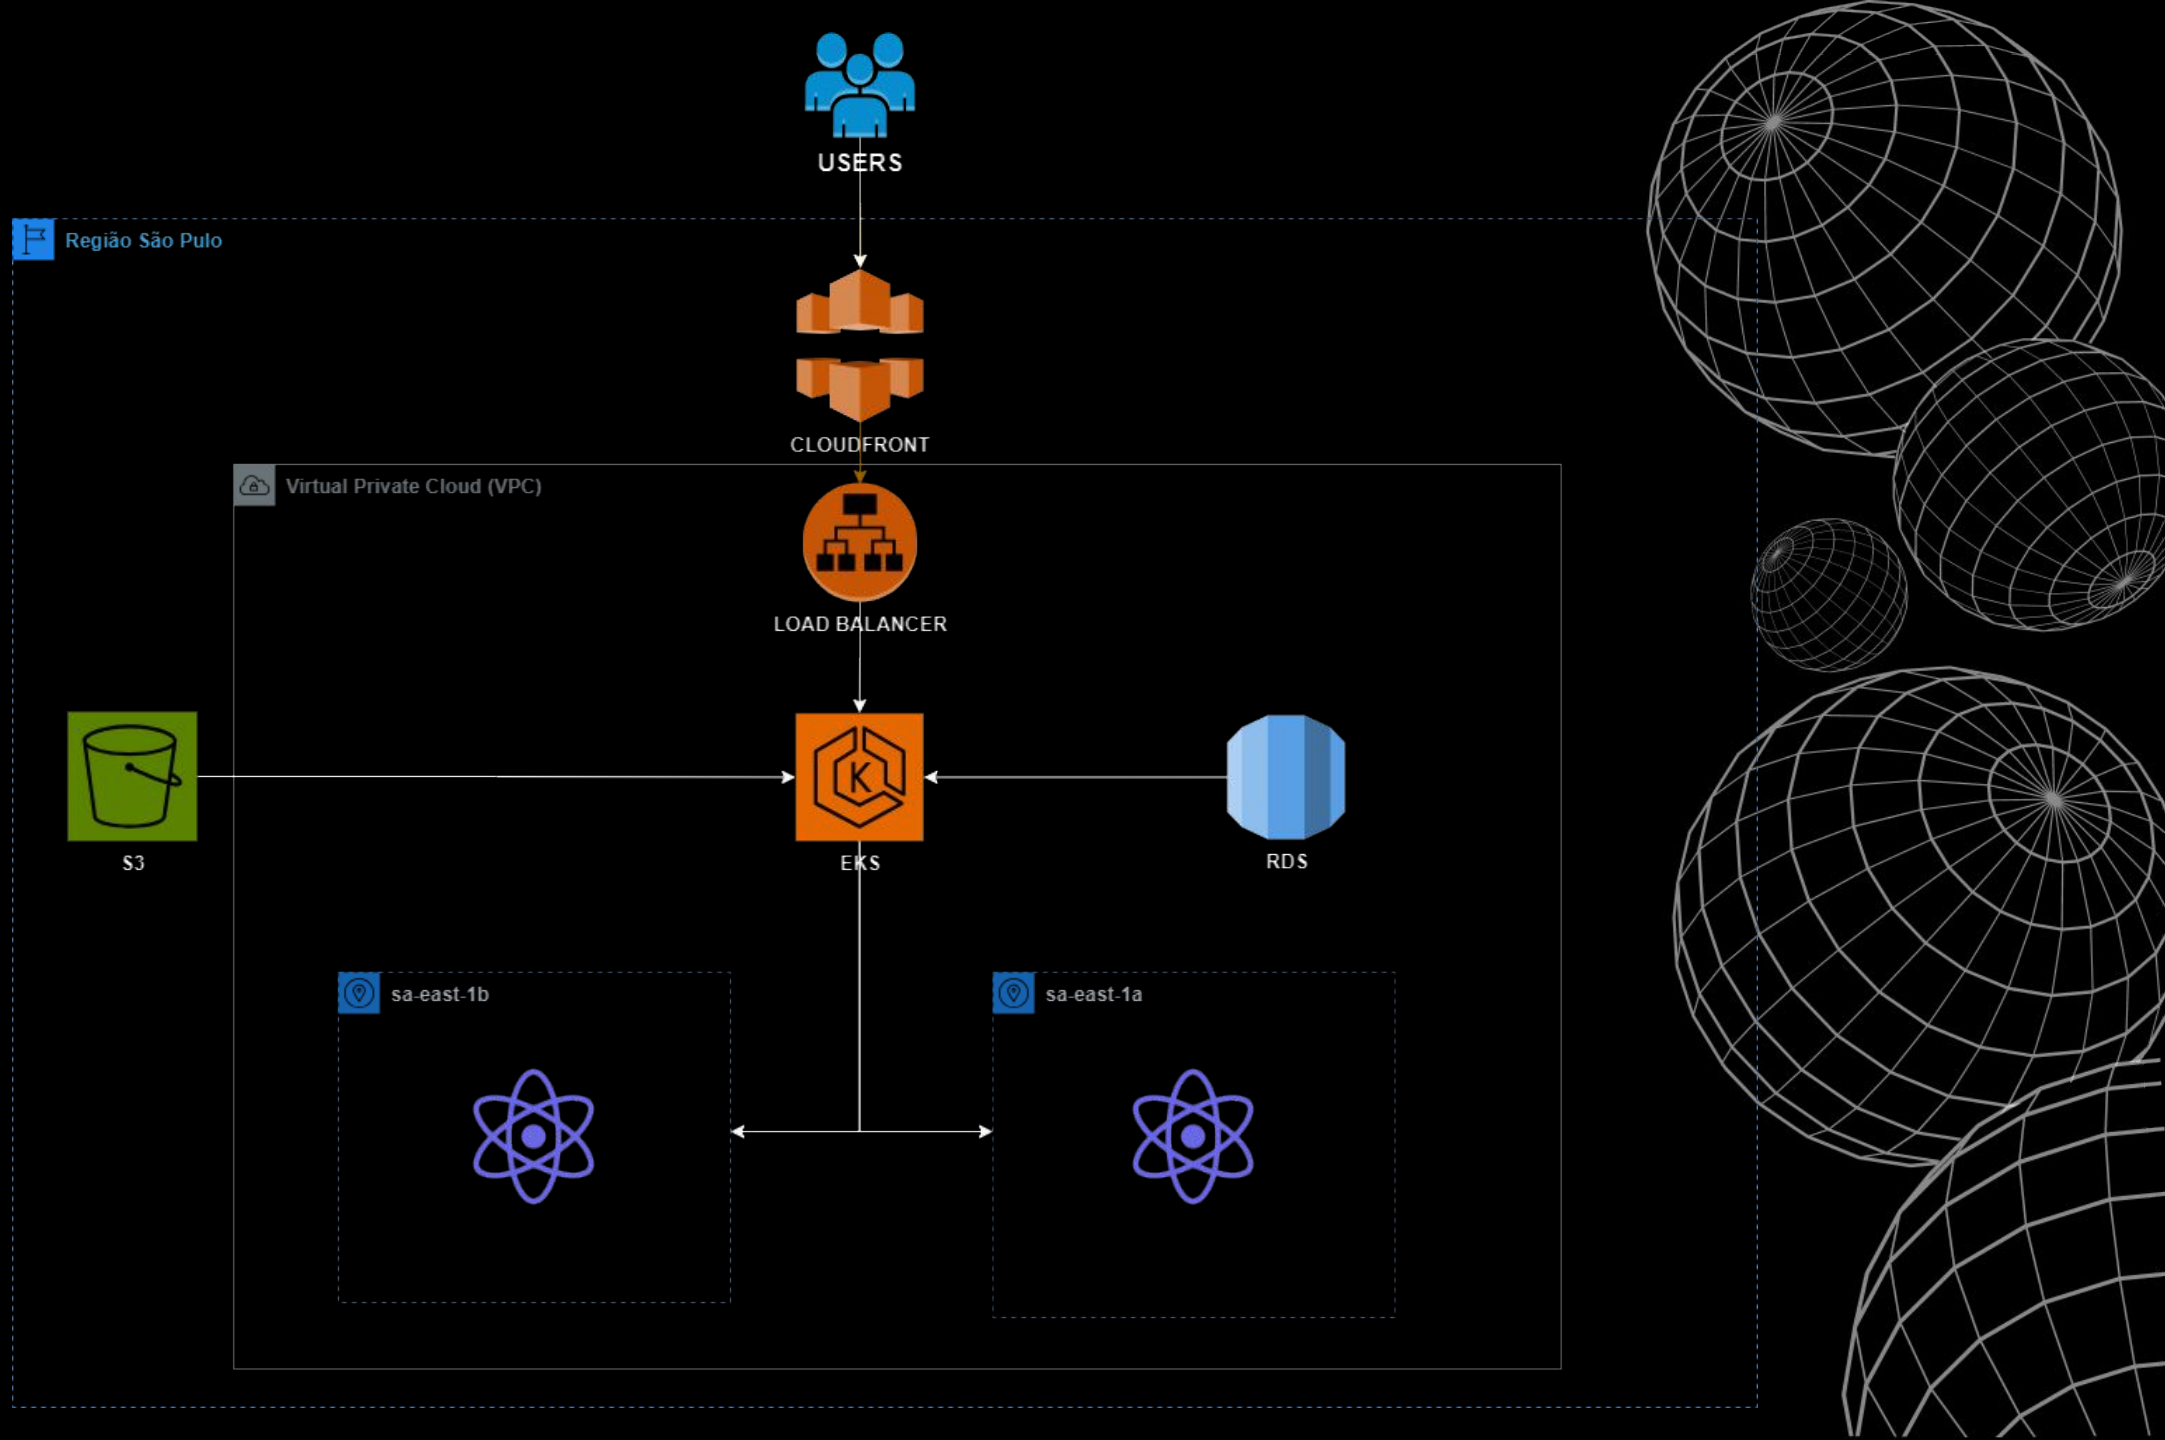 USERS
Região São Pulo
CLOUDFRONT
Virtual Private Cloud (VPC)
LOAD BALANCER
K
S3
EKS
RDS
sa-east-1b
sa-east-1a